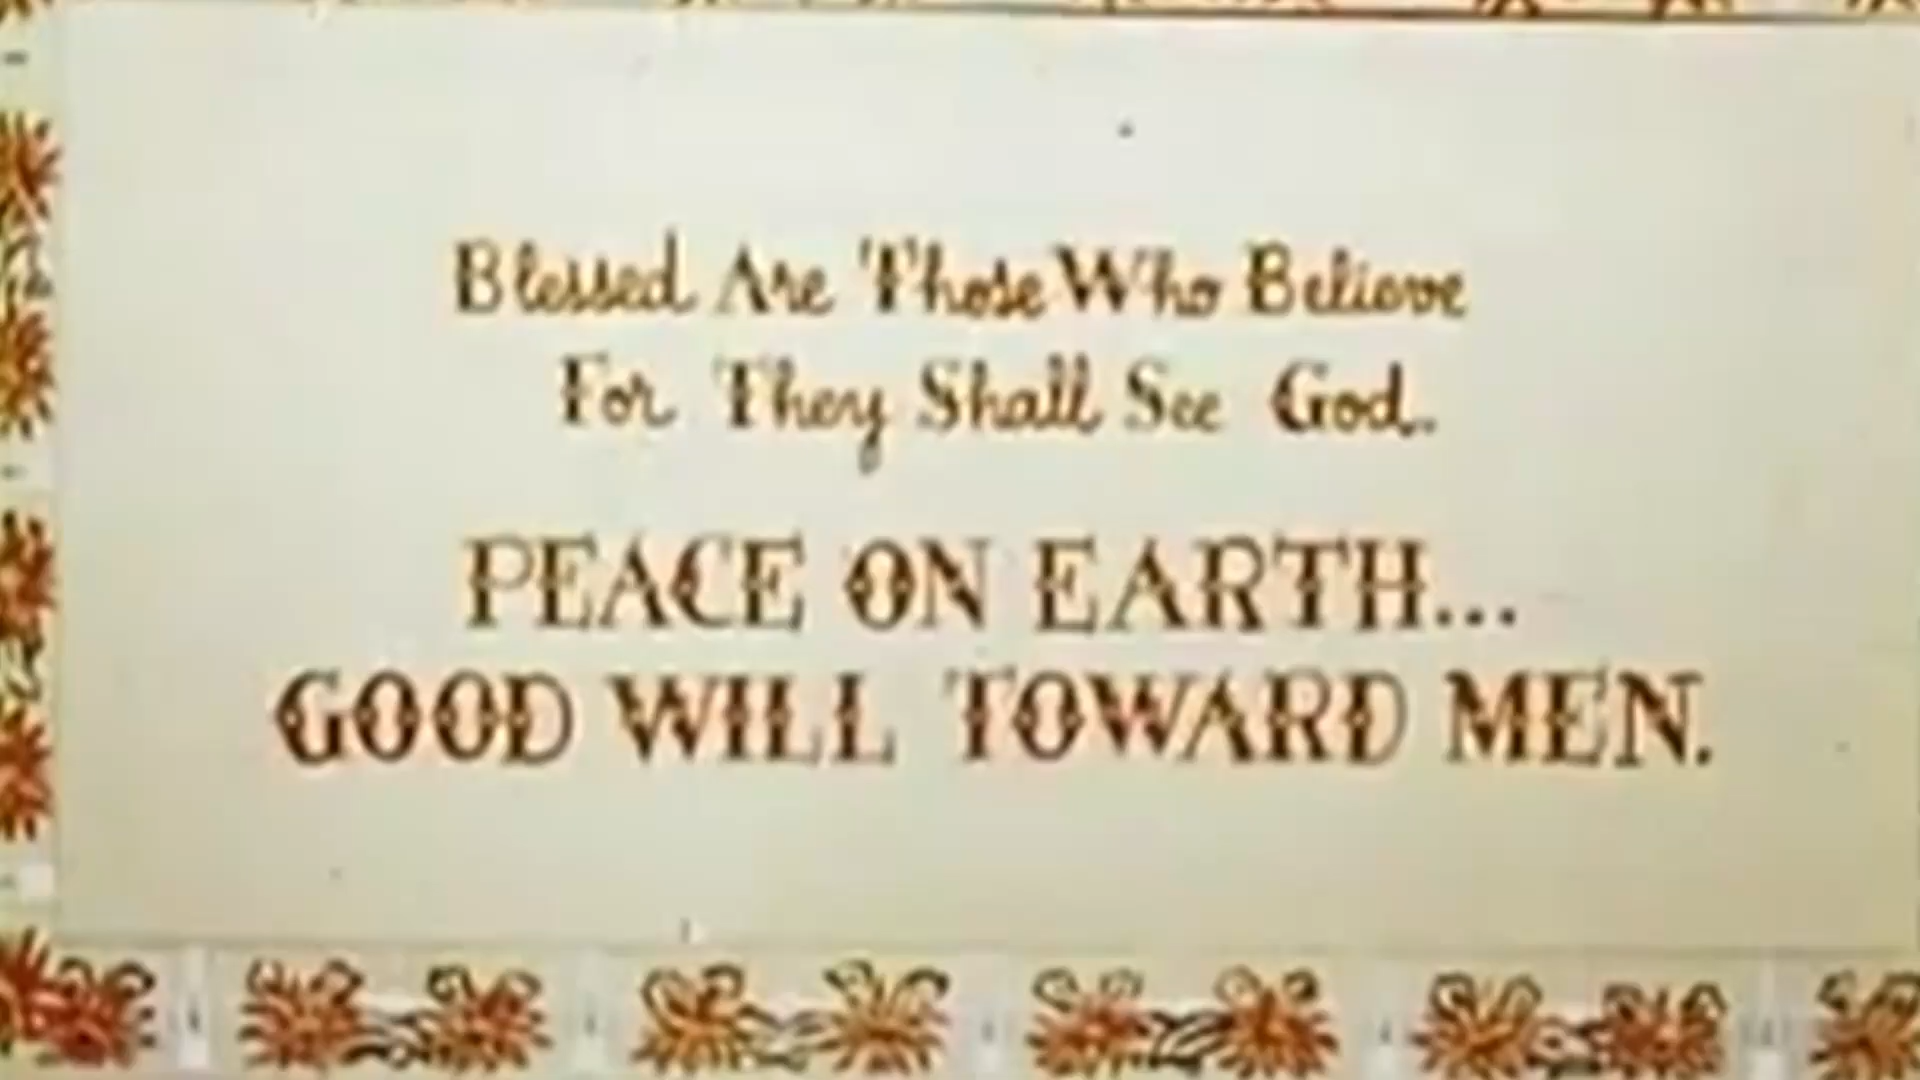 Blessed Are Those Who Believe
For They Shall See God.
PEACE ON EARTH...
GOOD WILL TOWARD MEN.